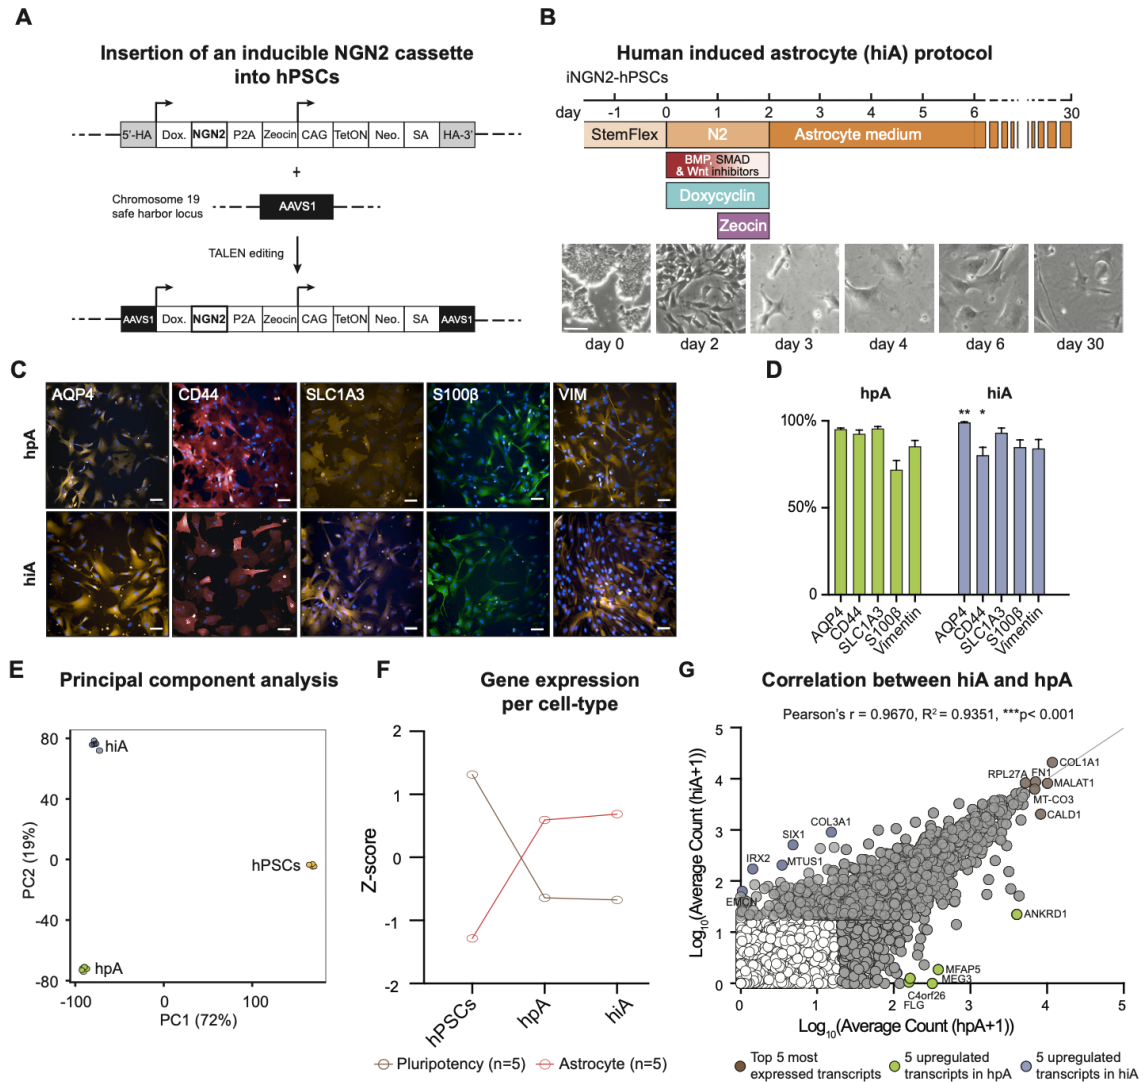 A
Insertion of an inducible NGN2 cassette
into hPSCs
5'-HA Dox. NGN2 P2A Zeocin CAG TetON Neo. SA HA-3'
+
Chromosome 19
safe harbor locus
AAVS1
TALEN editing
AAVS1 Dox. NGN2 P2A Zeocin CAG TetON Neo. SA AAVS1
B
Human induced astrocyte (hiA) protocol
iNGN2-hPSCs
day -1 0 1 2 3 4 5 6 30
StemFlex N2 Astrocyte medium
BMP, SMAD
& Wnt inhibitors
Doxycyclin
Zeocin
day 0 day 2 day 3 day 4 day 6 day 30
C
AQP4 CD44 SLC1A3 S100β VIM
hpA
hiA
D
hpA hiA
** *
100%
50%
0
AQP4 CD44 SLC1A3 S100β Vimentin AQP4 CD44 SLC1A3 S100β Vimentin
E
Principal component analysis
PC2 (19%)
80
40
0
-40
-80
hiA
hPSCs
hpA
-100 0 100
PC1 (72%)
F
Gene expression
per cell-type
Z-score
2
1
0
-1
-2
hPSCs hpA hiA
Pluripotency (n=5) Astrocyte (n=5)
G
Correlation between hiA and hpA
Pearson's r = 0.9670, R² = 0.9351, ***p< 0.001
Log₁₀(Average Count (hiA+1))
5
4
3
2
1
0
COL1A1
RPL27A FN1
MALAT1
MT-CO3
CALD1
COL3A1
SIX1
IRX2 MTUS1
EMCN
ANKRD1
MFAP5
MEG3
C4orf26
FLG
0 1 2 3 4 5
Log₁₀(Average Count (hpA+1))
Top 5 most
expressed transcripts
5 upregulated
transcripts in hpA
5 upregulated
transcripts in hiA